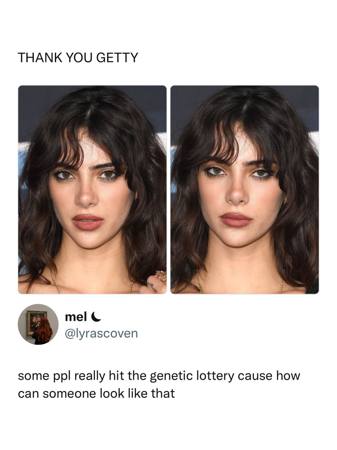 THANK YOU GETTY
mel ⏾
@lyrascoven
some ppl really hit the genetic lottery cause how
can someone look like that